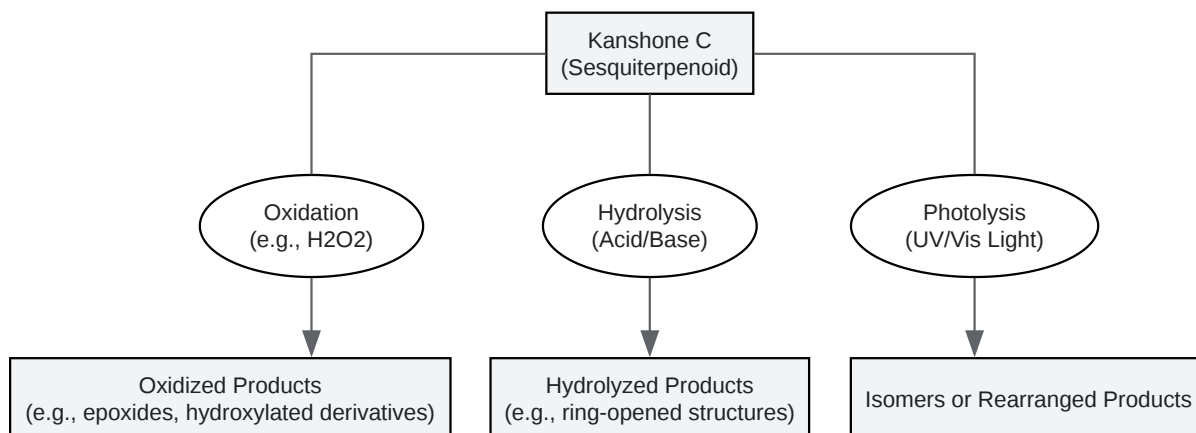 Kanshone C
(Sesquiterpenoid)
Oxidation
(e.g., H2O2)
Hydrolysis
(Acid/Base)
Photolysis
(UV/Vis Light)
Oxidized Products
(e.g., epoxides, hydroxylated derivatives)
Hydrolyzed Products
(e.g., ring-opened structures)
Isomers or Rearranged Products